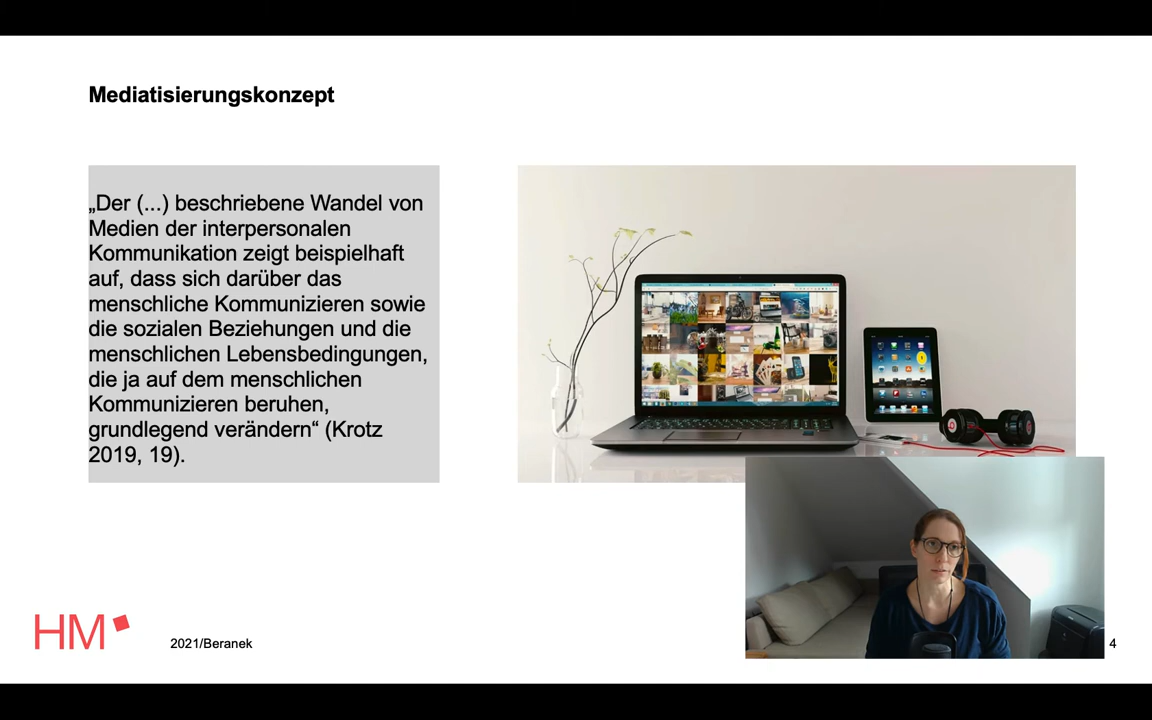 Mediatisierungskonzept
„Der (...) beschriebene Wandel von
Medien der interpersonalen
Kommunikation zeigt beispielhaft
auf, dass sich darüber das
menschliche Kommunizieren sowie
die sozialen Beziehungen und die
menschlichen Lebensbedingungen,
die ja auf dem menschlichen
Kommunizieren beruhen,
grundlegend verändern“ (Krotz
2019, 19).
HM
2021/Beranek
4